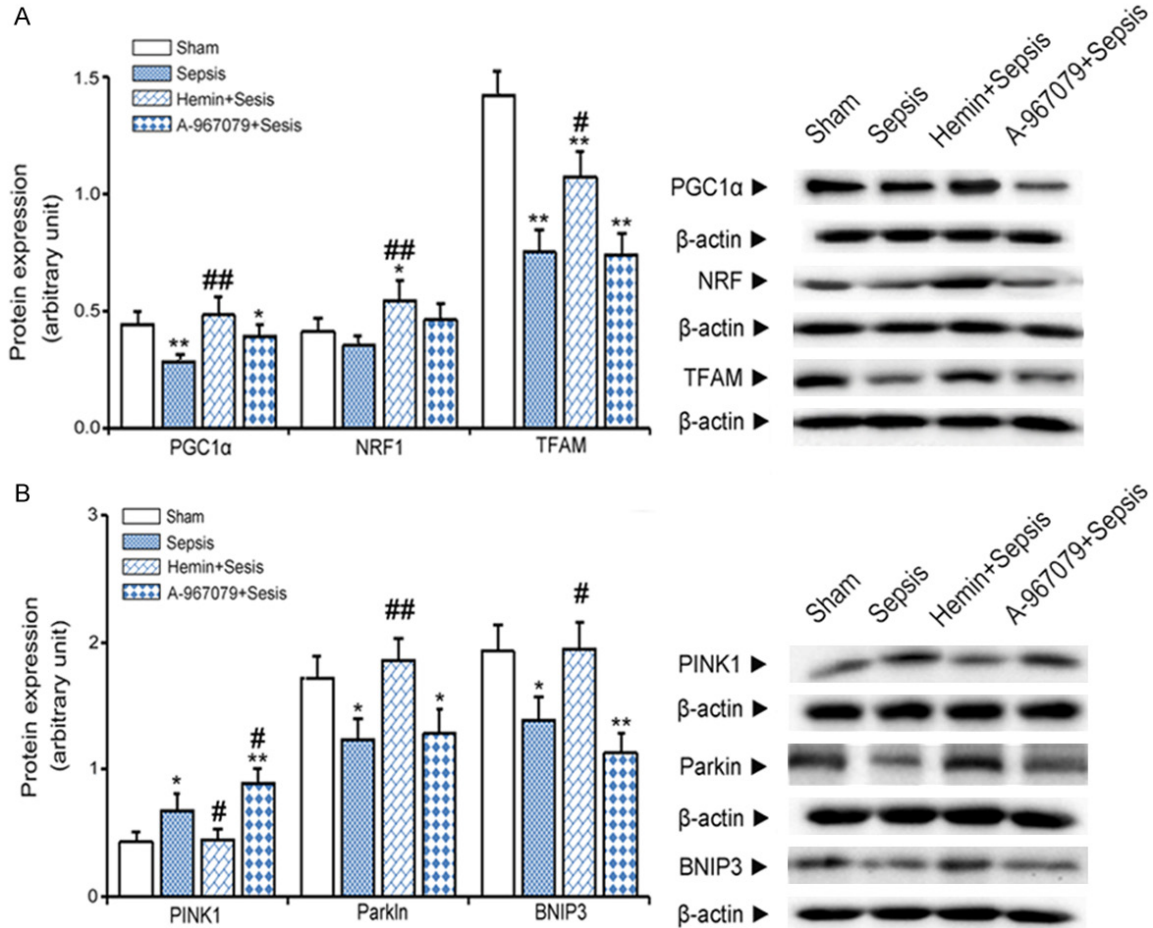 A
Sham
Sepsis
Hemin+Sesis
A-967079+Sesis
Protein expression
(arbitrary unit)
1.5
1.0
0.5
0.0
** ## *
## *
** # ** **
PGC1α NRF1 TFAM
Sham Sepsis Hemin+Sepsis A-967079+Sepsis
PGC1α ►
β-actin ►
NRF ►
β-actin ►
TFAM ►
β-actin ►
B
Sham
Sepsis
Hemin+Sesis
A-967079+Sesis
Protein expression
(arbitrary unit)
3
2
1
0
* # # **
* ## *
* # **
PINK1 ParkIn BNIP3
Sham Sepsis Hemin+Sepsis A-967079+Sepsis
PINK1 ►
β-actin ►
Parkin ►
β-actin ►
BNIP3 ►
β-actin ►